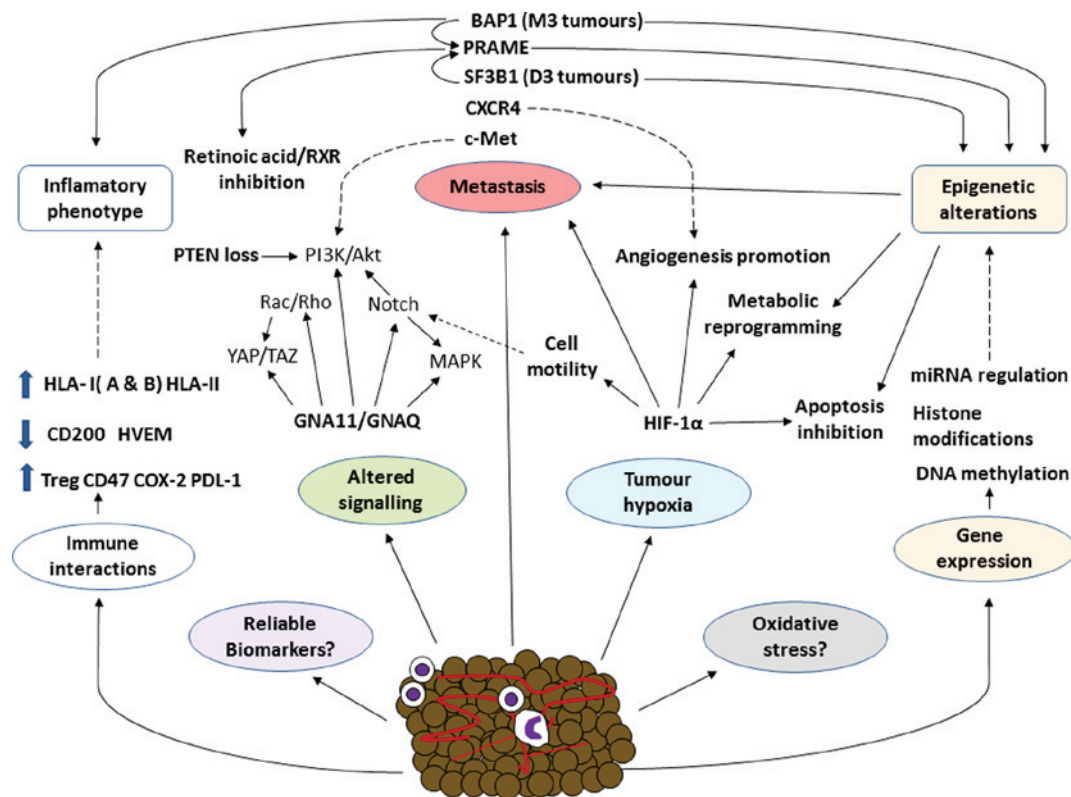 BAP1 (M3 tumours)
PRAME
SF3B1 (D3 tumours)
CXCR4
c-Met
Retinoic acid/RXR
inhibition
Inflamatory
phenotype
Metastasis
Epigenetic
alterations
PTEN loss
PI3K/Akt
Angiogenesis promotion
Rac/Rho
Notch
Metabolic
reprogramming
YAP/TAZ
MAPK
Cell
motility
HLA- I( A & B) HLA-II
miRNA regulation
GNA11/GNAQ
HIF-1α
Apoptosis
inhibition
Histone
modifications
CD200 HVEM
Treg CD47 COX-2 PDL-1
DNA methylation
Altered
signalling
Tumour
hypoxia
Immune
interactions
Gene
expression
Reliable
Biomarkers?
Oxidative
stress?